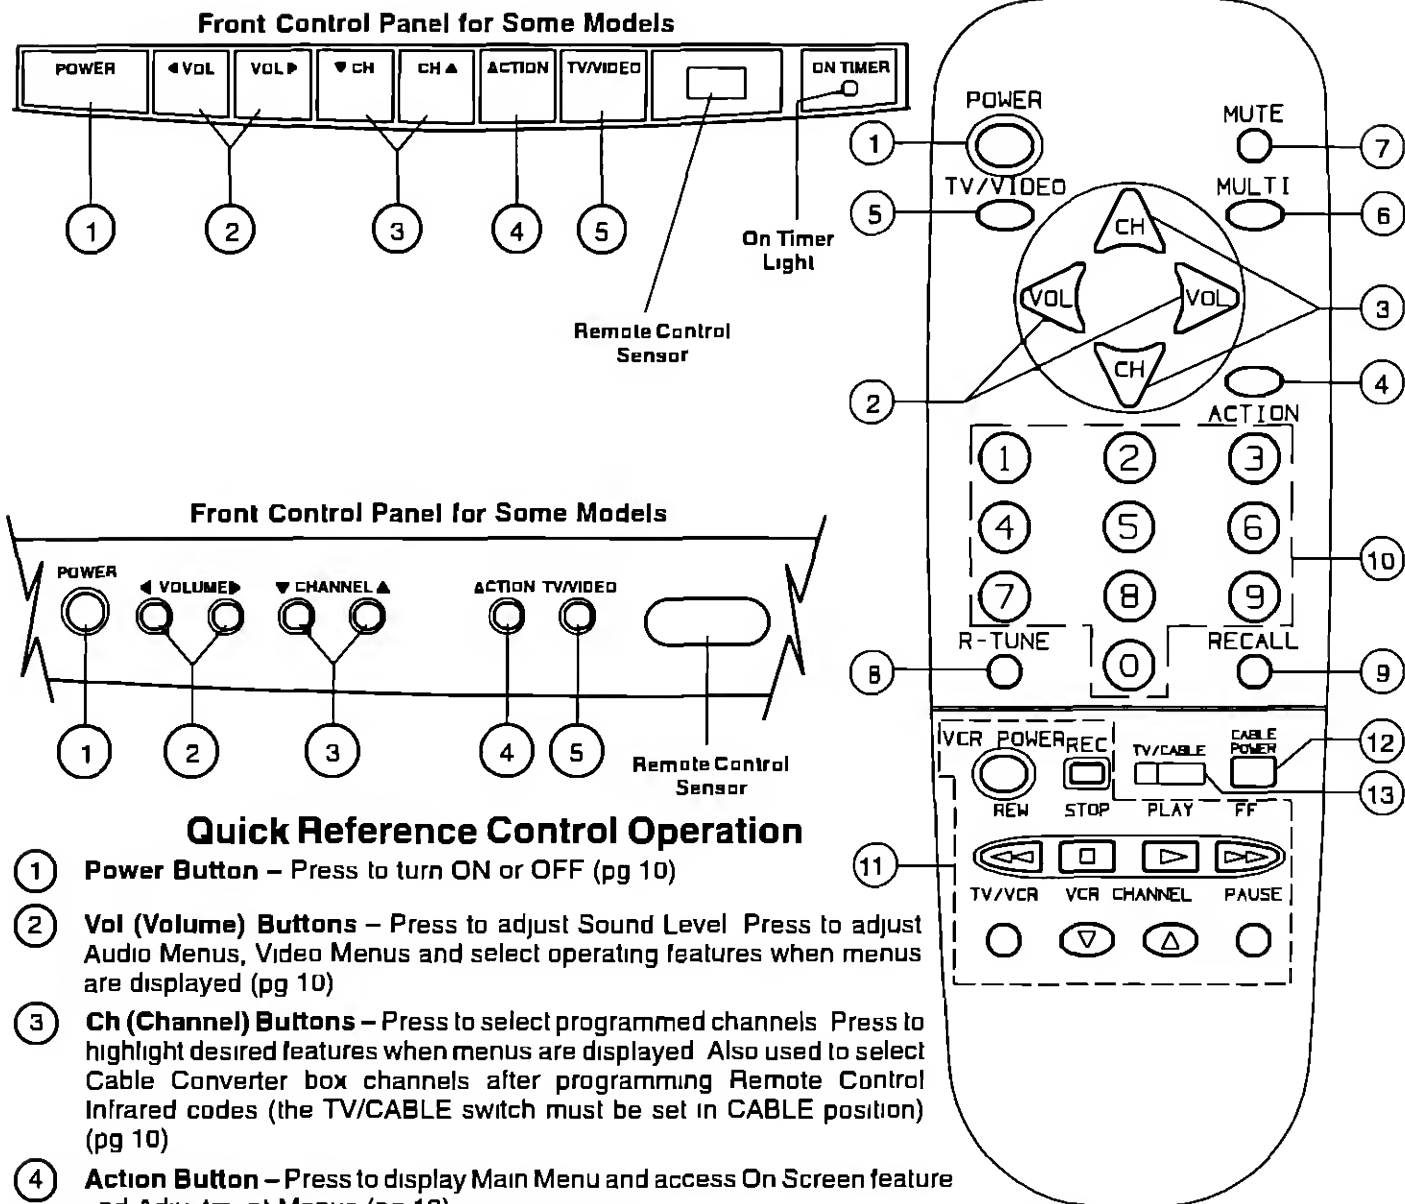 Front Control Panel for Some Models
POWER ◀VOL VOL▶ ▼CH CH▲ ACTION TV/VIDEO ON TIMER
1 2 3 4 5
On Timer
Light
Remote Control
Sensor
Front Control Panel for Some Models
POWER ◀ VOLUME▶ ▼ CHANNEL▲ ACTION TV/VIDEO
1 2 3 4 5
Remote Control
Sensor
POWER MUTE
1 7
TV/VIDEO MULTI
5 6
CH
VOL VOL
3
CH
2 4
ACTION
1 2 3
4 5 6
10
7 8 9
R-TUNE RECALL
8 0 9
VCR POWER REC TV/CABLE CABLE
POWER
12
13
REW STOP PLAY FF
11
TV/VCR VCR CHANNEL PAUSE
Quick Reference Control Operation
1 Power Button – Press to turn ON or OFF (pg 10)
2 Vol (Volume) Buttons – Press to adjust Sound Level Press to adjust
Audio Menus, Video Menus and select operating features when menus
are displayed (pg 10)
3 Ch (Channel) Buttons – Press to select programmed channels Press to
highlight desired features when menus are displayed Also used to select
Cable Converter box channels after programming Remote Control
Infrared codes (the TV/CABLE switch must be set in CABLE position)
(pg 10)
4 Action Button – Press to display Main Menu and access On Screen feature